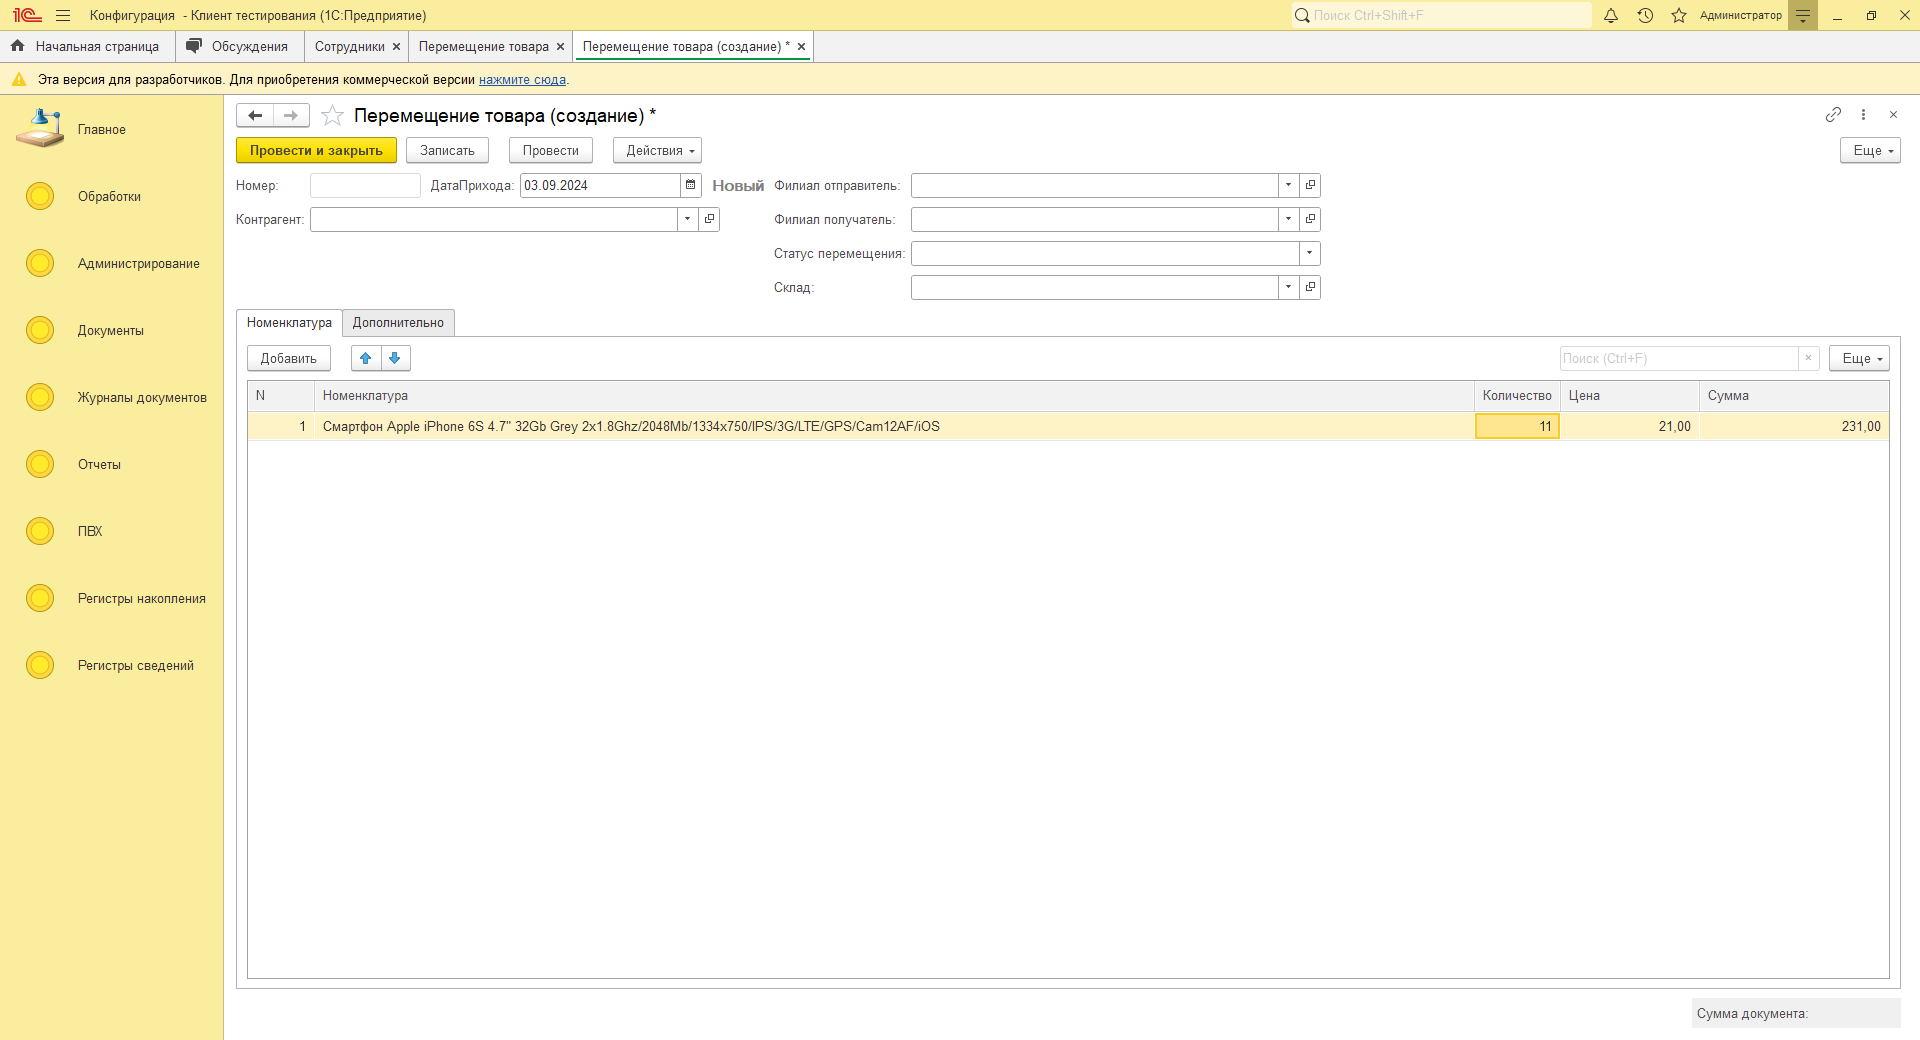 Конфигурация - Клиент тестирования (1С:Предприятие)
Поиск Ctrl+Shift+F
Администратор
Начальная страница
Обсуждения
Сотрудники
Перемещение товара
Перемещение товара (создание) *
Эта версия для разработчиков. Для приобретения коммерческой версии нажмите сюда.
Главное
Обработки
Администрирование
Документы
Журналы документов
Отчеты
ПВХ
Регистры накопления
Регистры сведений
Перемещение товара (создание) *
Провести и закрыть
Записать
Провести
Действия
Еще
Номер:
ДатаПрихода: 03.09.2024
Новый
Филиал отправитель:
Контрагент:
Филиал получатель:
Статус перемещения:
Склад:
Номенклатура
Дополнительно
Добавить
Поиск (Ctrl+F)
Еще
N Номенклатура Количество Цена Сумма
1 Смартфон Apple iPhone 6S 4.7" 32Gb Grey 2x1.8Ghz/2048Mb/1334x750/IPS/3G/LTE/GPS/Cam12AF/iOS 11 21,00 231,00
Сумма документа: